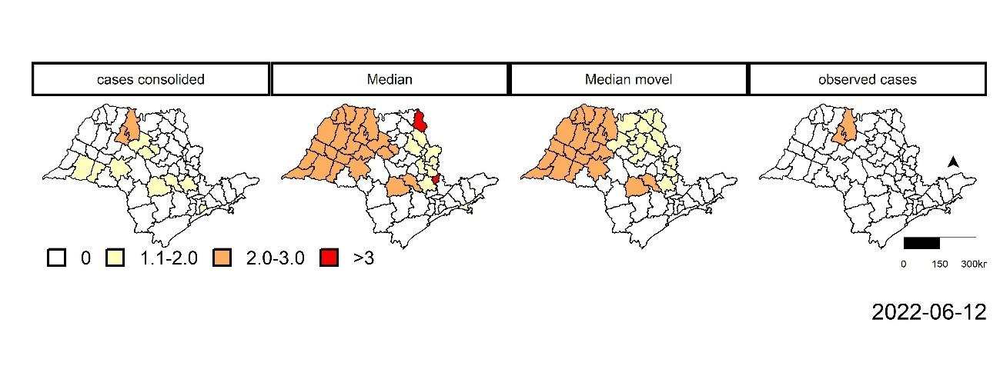 cases consolided
Median
Median movel
observed cases
0
1.1-2.0
2.0-3.0
>3
0 150 300kr
2022-06-12